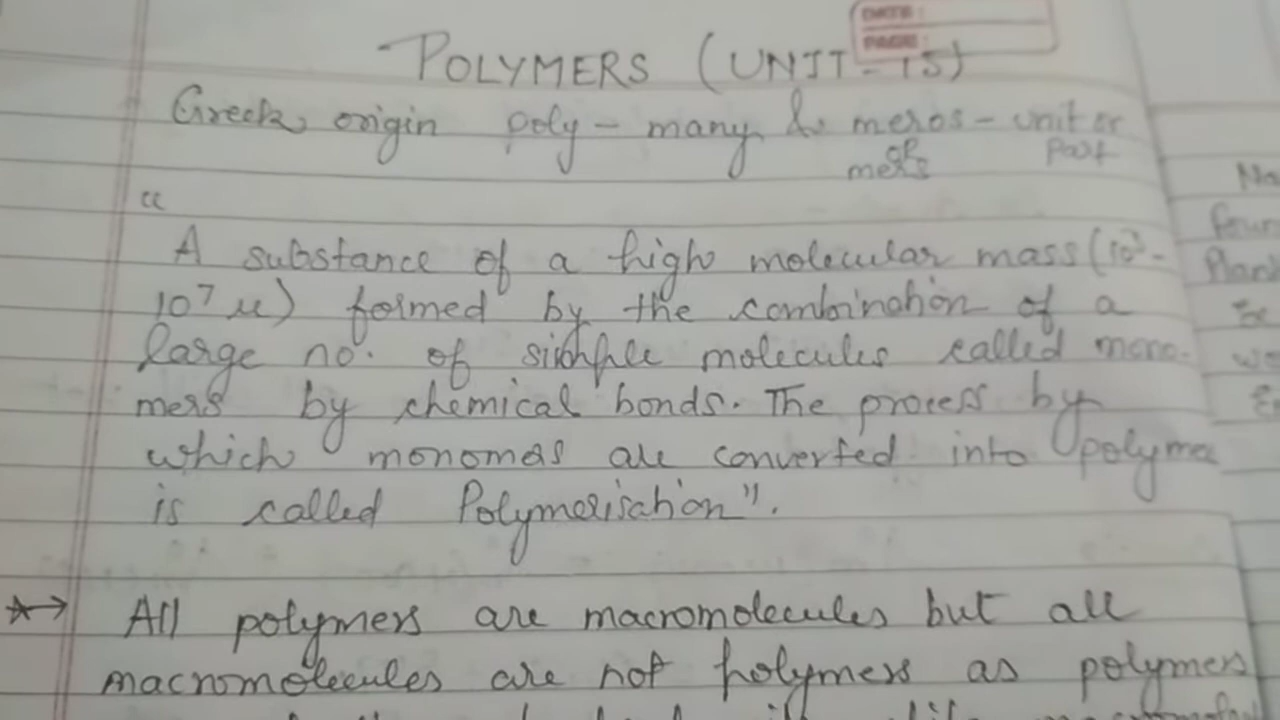 DATE:
PAGE:
POLYMERS (UNIT-15)
Greek origin poly - many & meros - unit or
or part
mers
"
A substance of a high molecular mass (10³-
10⁷ u) formed by the combination of a
large no. of simple molecules called mono-
mers by chemical bonds. The process by
which monomers are converted into polymer
is called Polymerisation".
All polymers are macromolecules but all
macromolecules are not polymers as polymers